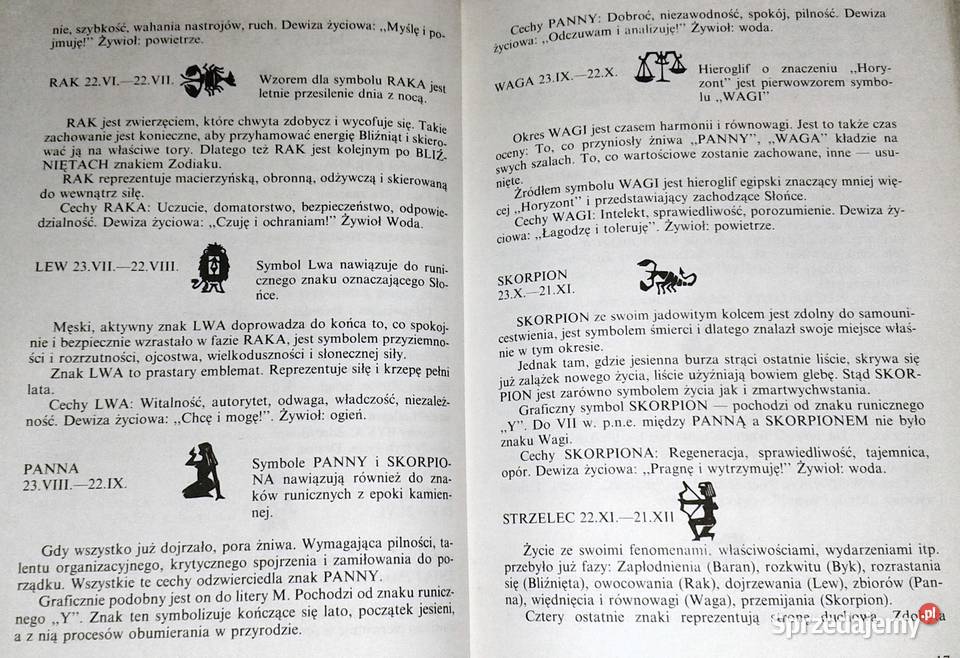 nie, szybkość, wahania nastrojów, ruch. Dewiza życiowa: „Myślę i po-
jmuję!" Żywioł: powietrze.
RAK 22.VI.—22.VII.
Wzorem dla symbolu RAKA jest
letnie przesilenie dnia z nocą.
RAK jest zwierzęciem, które chwyta zdobycz i wycofuje się. Takie
zachowanie jest konieczne, aby przyhamować energię Bliźniąt i skiero-
wać ją na właściwe tory. Dlatego też RAK jest kolejnym po BLIŹ-
NIĘTACH znakiem Zodiaku.
RAK reprezentuje macierzyńską, obronną, odżywczą i skierowaną
do wewnątrz siłę.
Cechy RAKA: Uczucie, domatorstwo, bezpieczeństwo, odpowie-
dzialność. Dewiza życiowa: „Czuję i ochraniam!" Żywioł Woda.
LEW 23.VII.—22.VIII.
Symbol Lwa nawiązuje do runi-
cznego znaku oznaczającego Sło-
ńce.
Męski, aktywny znak LWA doprowadza do końca to, co spokoj-
nie i bezpiecznie wzrastało w fazie RAKA, jest symbolem przyziemno-
ści i rozrzutności, ojcostwa, wielkoduszności i słonecznej siły.
Znak LWA to prastary emblemat. Reprezentuje siłę i krzepę pełni
lata.
Cechy LWA: Witalność, autorytet, odwaga, władczość, niezależ-
ność. Dewiza życiowa: „Chcę i mogę!". Żywioł: ogień.
PANNA
23.VIII.—22.IX.
Symbole PANNY i SKORPIO-
NA nawiązują również do zna-
ków runicznych z epoki kamien-
nej.
Gdy wszystko już dojrzało, pora żniwa. Wymagająca pilności, ta-
lentu organizacyjnego, krytycznego spojrzenia i zamiłowania do po-
rządku. Wszystkie te cechy odzwierciedla znak PANNY.
Graficznie podobny jest on do litery M. Pochodzi od znaku runicz-
nego „Y". Znak ten symbolizuje kończące się lato, początek jesieni,
a z nią procesów obumierania w przyrodzie.
Cechy PANNY: Dobroć, niezawodność, spokój, pilność. Dewiza
życiowa: „Odczuwam i analizuję!" Żywioł: woda.
WAGA 23.IX.—22.X.
Hieroglif o znaczeniu „Hory-
zont" jest pierwowzorem symbo-
lu „WAGI"
Okres WAGI jest czasem harmonii i równowagi. Jest to także czas
oceny: To, co przyniosły żniwa „PANNY", „WAGA" kładzie na
swych szalach. To, co wartościowe zostanie zachowane, inne — usu-
nięte.
Źródłem symbolu WAGI jest hieroglif egipski znaczący mniej wię-
cej „Horyzont" i przedstawiający zachodzące Słońce.
Cechy WAGI: Intelekt, sprawiedliwość, porozumienie. Dewiza ży-
ciowa: „Łagodzę i toleruję". Żywioł: powietrze.
SKORPION
23.X.—21.XI.
SKORPION ze swoim jadowitym kolcem jest zdolny do samouni-
cestwienia, jest symbolem śmierci i dlatego znalazł swoje miejsce właś-
nie w tym okresie.
Jednak tam, gdzie jesienna burza strąci ostatnie liście, skrywa się
już zalążek nowego życia, liście użyźniają bowiem glebę. Stąd SKOR-
PION jest zarówno symbolem życia jak i zmartwychwstania.
Graficzny symbol SKORPION — pochodzi od znaku runicznego
„Y". Do VII w. p.n.e. między PANNĄ a SKORPIONEM nie było
znaku Wagi.
Cechy SKORPIONA: Regeneracja, sprawiedliwość, tajemnica,
opór. Dewiza życiowa: „Pragnę i wytrzymuję!" Żywioł: woda.
STRZELEC 22.XI.—21.XII
Życie ze swoimi fenomenami, właściwościami, wydarzeniami itp.
przebyło już fazy: Zapłodnienia (Baran), rozkwitu (Byk), rozrastania
się (Bliźnięta), owocowania (Rak), dojrzewania (Lew), zbiorów (Pan-
na), więdnięcia i równowagi (Waga), przemijania (Skorpion).
Cztery ostatnie znaki reprezentują stronę duchową.
Sprzedajemy .pl